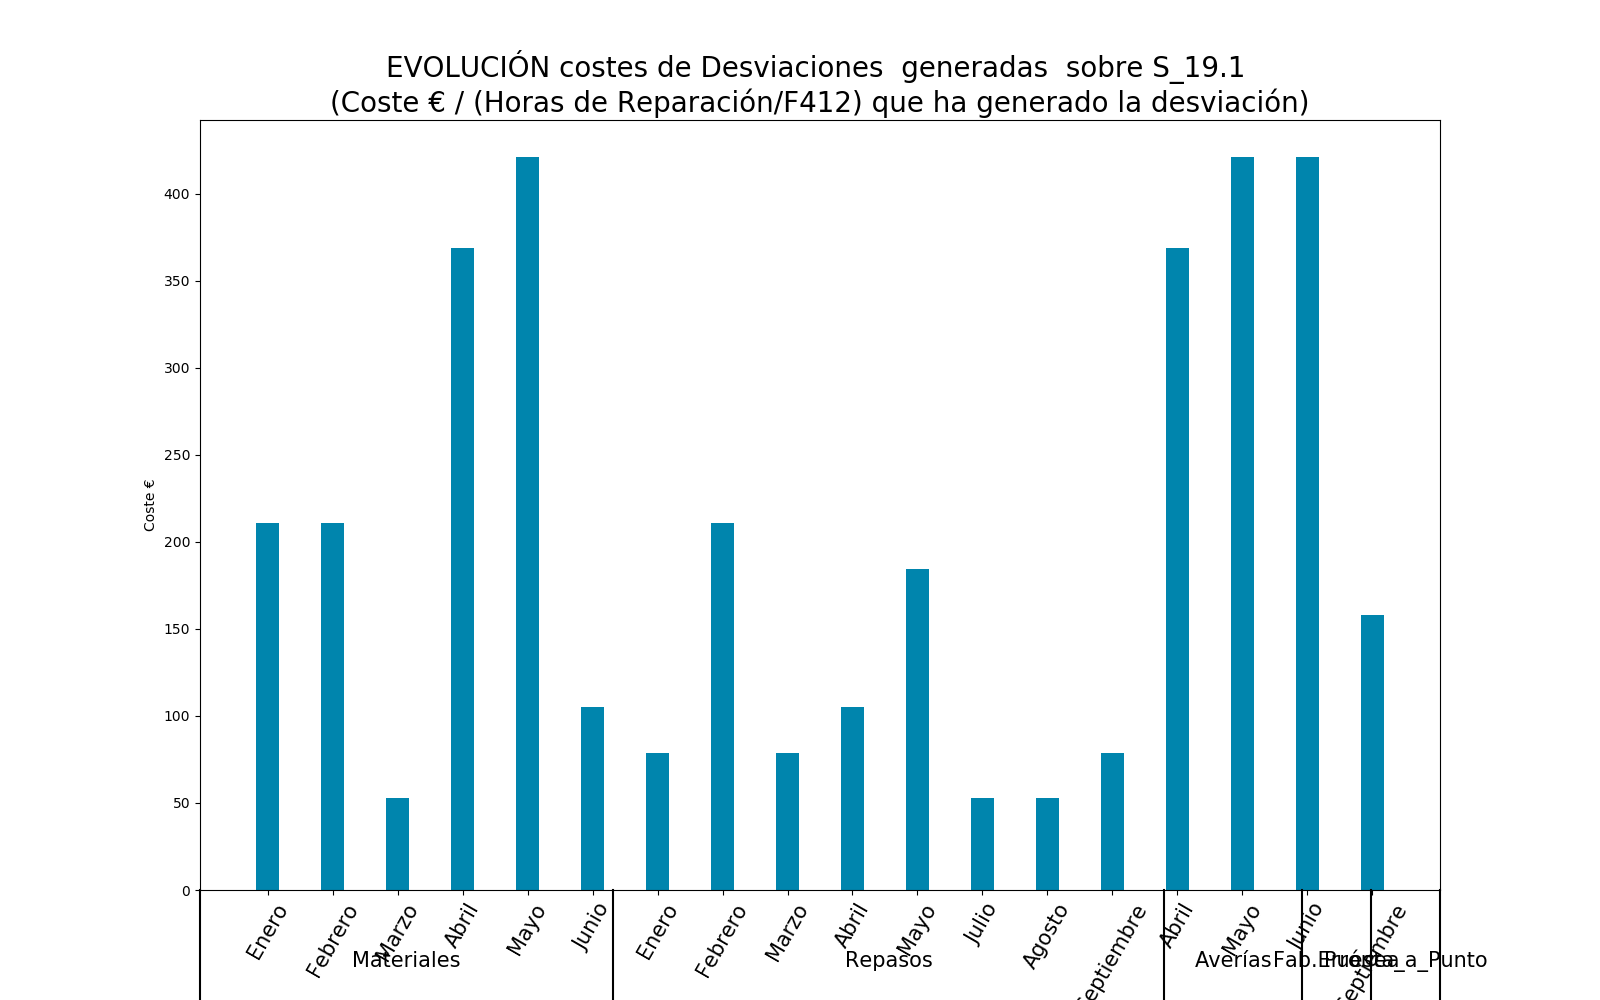 EVOLUCIÓN costes de Desviaciones  generadas  sobre S_19.1
(Coste € / (Horas de Reparación/F412) que ha generado la desviación)
400
350
300
250
200
150
100
50
0
Coste €
Enero Febrero Marzo Abril Mayo Junio Enero Febrero Marzo Abril Mayo Julio Agosto Septiembre Abril Mayo Junio Septiembre
Materiales Repasos Averías Fab. Puesta_a_Punto